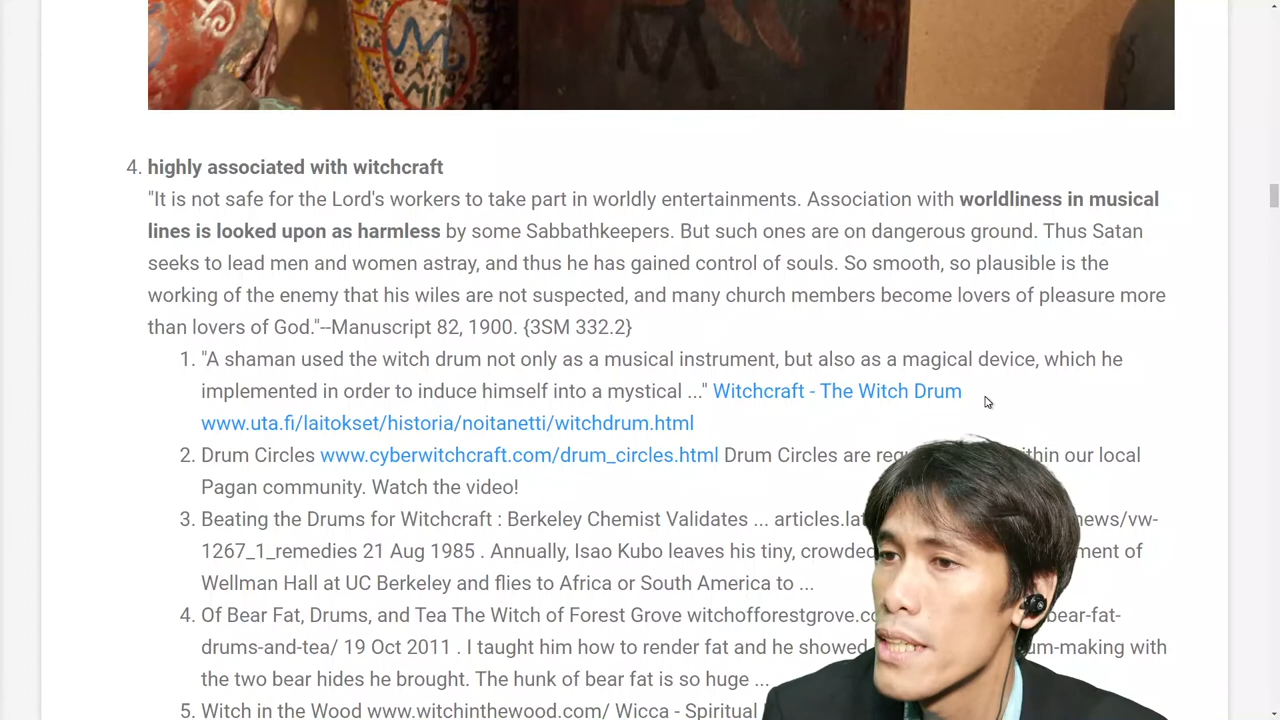 4. highly associated with witchcraft
"It is not safe for the Lord's workers to take part in worldly entertainments. Association with worldliness in musical
lines is looked upon as harmless by some Sabbathkeepers. But such ones are on dangerous ground. Thus Satan
seeks to lead men and women astray, and thus he has gained control of souls. So smooth, so plausible is the
working of the enemy that his wiles are not suspected, and many church members become lovers of pleasure more
than lovers of God."--Manuscript 82, 1900. {3SM 332.2}
1. "A shaman used the witch drum not only as a musical instrument, but also as a magical device, which he
implemented in order to induce himself into a mystical ..." Witchcraft - The Witch Drum
www.uta.fi/laitokset/historia/noitanetti/witchdrum.html
2. Drum Circles www.cyberwitchcraft.com/drum_circles.html Drum Circles are our local
Pagan community. Watch the video!
3. Beating the Drums for Witchcraft : Berkeley Chemist Validates ...
1267_1_remedies 21 Aug 1985 . Annually, Isao Kubo leaves his tiny, of
Wellman Hall at UC Berkeley and flies to Africa or South America to ...
4. Of Bear Fat, Drums, and Tea The Witch of Forest Grove
drums-and-tea/ 19 Oct 2011 . I taught him how to render fat and he showed with
the two bear hides he brought. The hunk of bear fat is so huge ...
5. Witch in the Wood www.witchinthewood.com/ Wicca - Spiritual